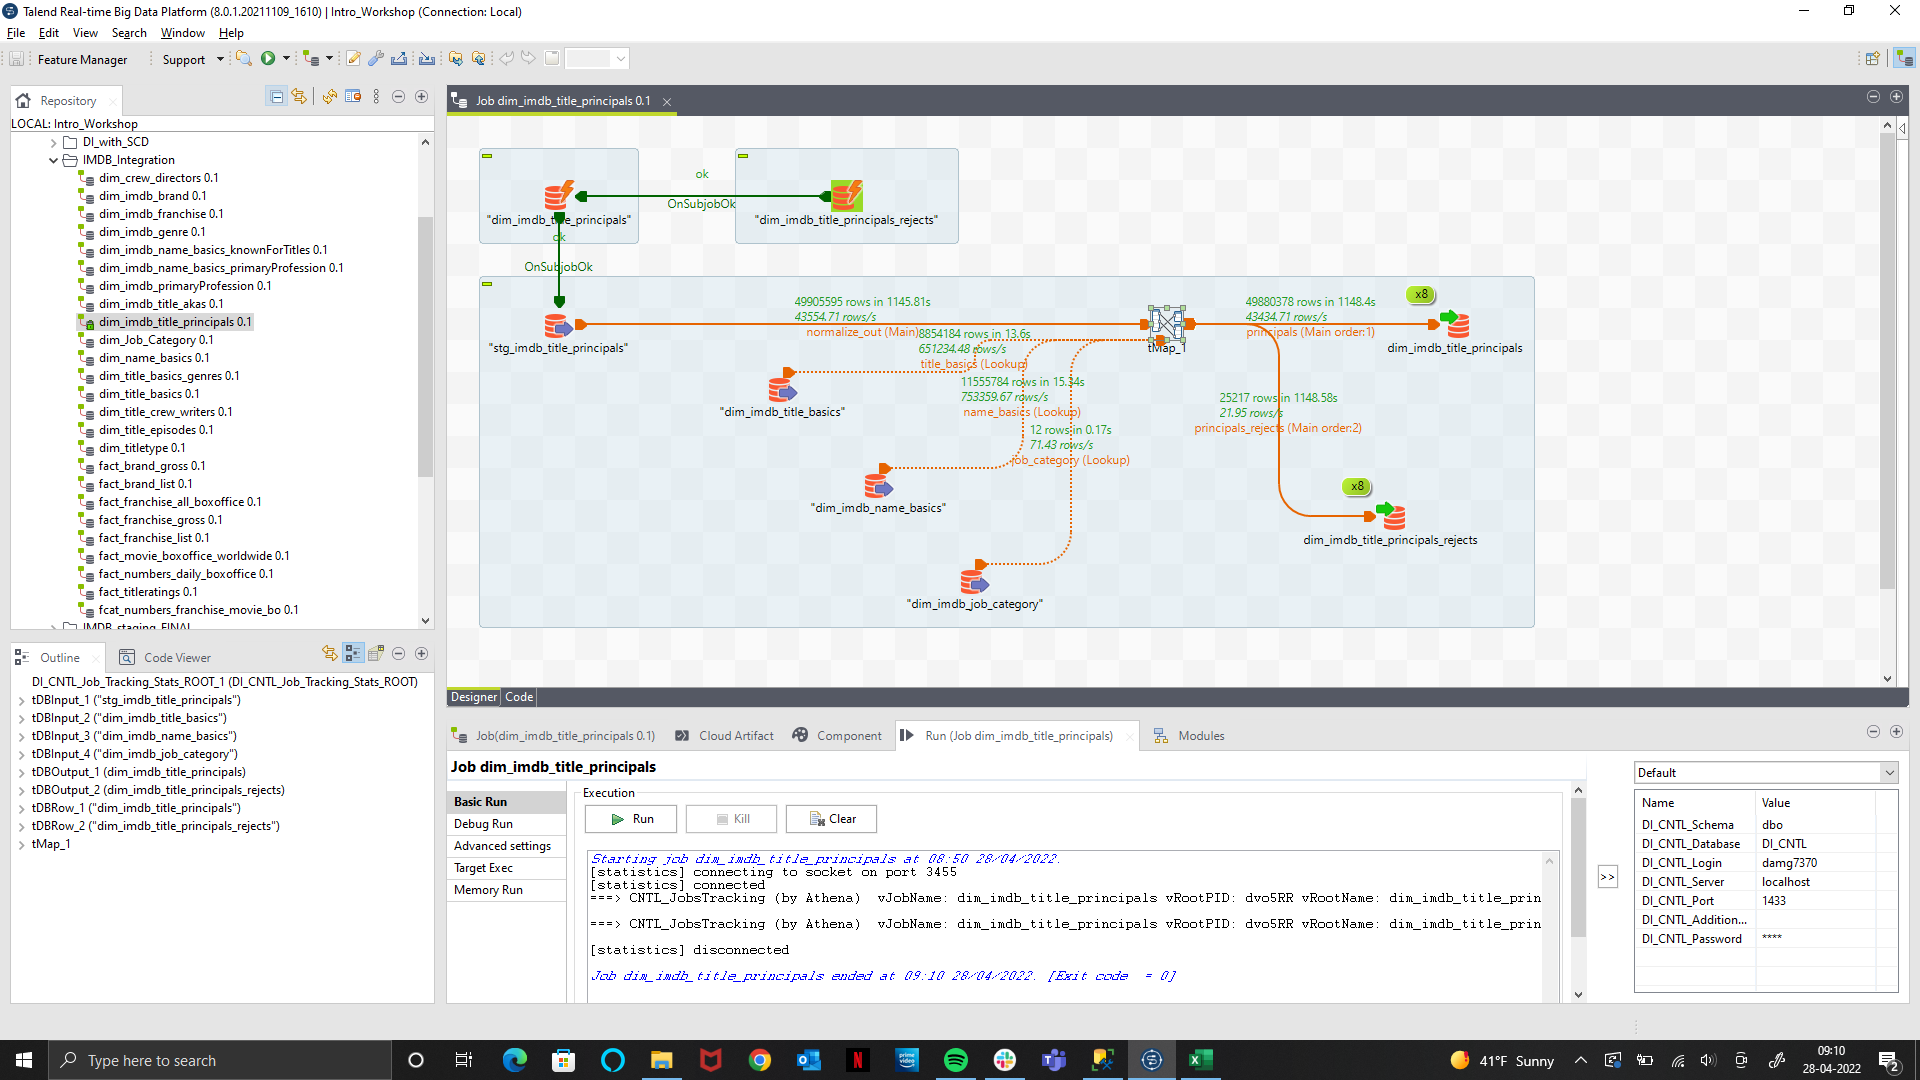 Talend Real-time Big Data Platform (8.0.1.20211109_1610) | Intro_Workshop (Connection: Local)
File Edit View Search Window Help
Feature Manager Support
Repository
LOCAL: Intro_Workshop
DI_with_SCD
IMDB_Integration
dim_crew_directors 0.1
dim_imdb_brand 0.1
dim_imdb_franchise 0.1
dim_imdb_genre 0.1
dim_imdb_name_basics_knownForTitles 0.1
dim_imdb_name_basics_primaryProfession 0.1
dim_imdb_primaryProfession 0.1
dim_imdb_title_akas 0.1
dim_imdb_title_principals 0.1
dim_Job_Category 0.1
dim_name_basics 0.1
dim_title_basics_genres 0.1
dim_title_basics 0.1
dim_title_crew_writers 0.1
dim_title_episodes 0.1
dim_titletype 0.1
fact_brand_gross 0.1
fact_brand_list 0.1
fact_franchise_all_boxoffice 0.1
fact_franchise_gross 0.1
fact_franchise_list 0.1
fact_movie_boxoffice_worldwide 0.1
fact_numbers_daily_boxoffice 0.1
fact_titleratings 0.1
fcat_numbers_franchise_movie_bo 0.1
IMDB_staging_FINAL
Outline Code Viewer
DI_CNTL_Job_Tracking_Stats_ROOT_1 (DI_CNTL_Job_Tracking_Stats_ROOT)
tDBInput_1 ("stg_imdb_title_principals")
tDBInput_2 ("dim_imdb_title_basics")
tDBInput_3 ("dim_imdb_name_basics")
tDBInput_4 ("dim_imdb_job_category")
tDBOutput_1 (dim_imdb_title_principals)
tDBOutput_2 (dim_imdb_title_principals_rejects)
tDBRow_1 ("dim_imdb_title_principals")
tDBRow_2 ("dim_imdb_title_principals_rejects")
tMap_1
Job dim_imdb_title_principals 0.1
ok
OnSubjobOk
"dim_imdb_title_principals"
"dim_imdb_title_principals_rejects"
ok
OnSubjobOk
49905595 rows in 1145.81s
43554.71 rows/s
normalize_out (Main)
"stg_imdb_title_principals"
8854184 rows in 13.6s
651234.48 rows/s
title_basics (Lookup)
"dim_imdb_title_basics"
11555784 rows in 15.34s
753359.67 rows/s
name_basics (Lookup)
"dim_imdb_name_basics"
12 rows in 0.17s
71.43 rows/s
job_category (Lookup)
"dim_imdb_job_category"
tMap_1
49880378 rows in 1148.4s
43434.71 rows/s
principals (Main order:1)
x8
dim_imdb_title_principals
25217 rows in 1148.58s
21.95 rows/s
principals_rejects (Main order:2)
x8
dim_imdb_title_principals_rejects
Designer Code
Job(dim_imdb_title_principals 0.1) Cloud Artifact Component Run (Job dim_imdb_title_principals) Modules
Job dim_imdb_title_principals
Basic Run
Debug Run
Advanced settings
Target Exec
Memory Run
Execution
Run Kill Clear
Starting job dim_imdb_title_principals at 08:50 28/04/2022.
[statistics] connecting to socket on port 3455
[statistics] connected
===> CNTL_JobsTracking (by Athena) vJobName: dim_imdb_title_principals vRootPID: dvo5RR vRootName: dim_imdb_title_prin
===> CNTL_JobsTracking (by Athena) vJobName: dim_imdb_title_principals vRootPID: dvo5RR vRootName: dim_imdb_title_prin
[statistics] disconnected
Job dim_imdb_title_principals ended at 09:10 28/04/2022. [Exit code = 0]
>>
Default
Name Value
DI_CNTL_Schema dbo
DI_CNTL_Database DI_CNTL
DI_CNTL_Login damg7370
DI_CNTL_Server localhost
DI_CNTL_Port 1433
DI_CNTL_Addition...
DI_CNTL_Password ****
Type here to search
prime video
41°F Sunny
09:10
28-04-2022
2